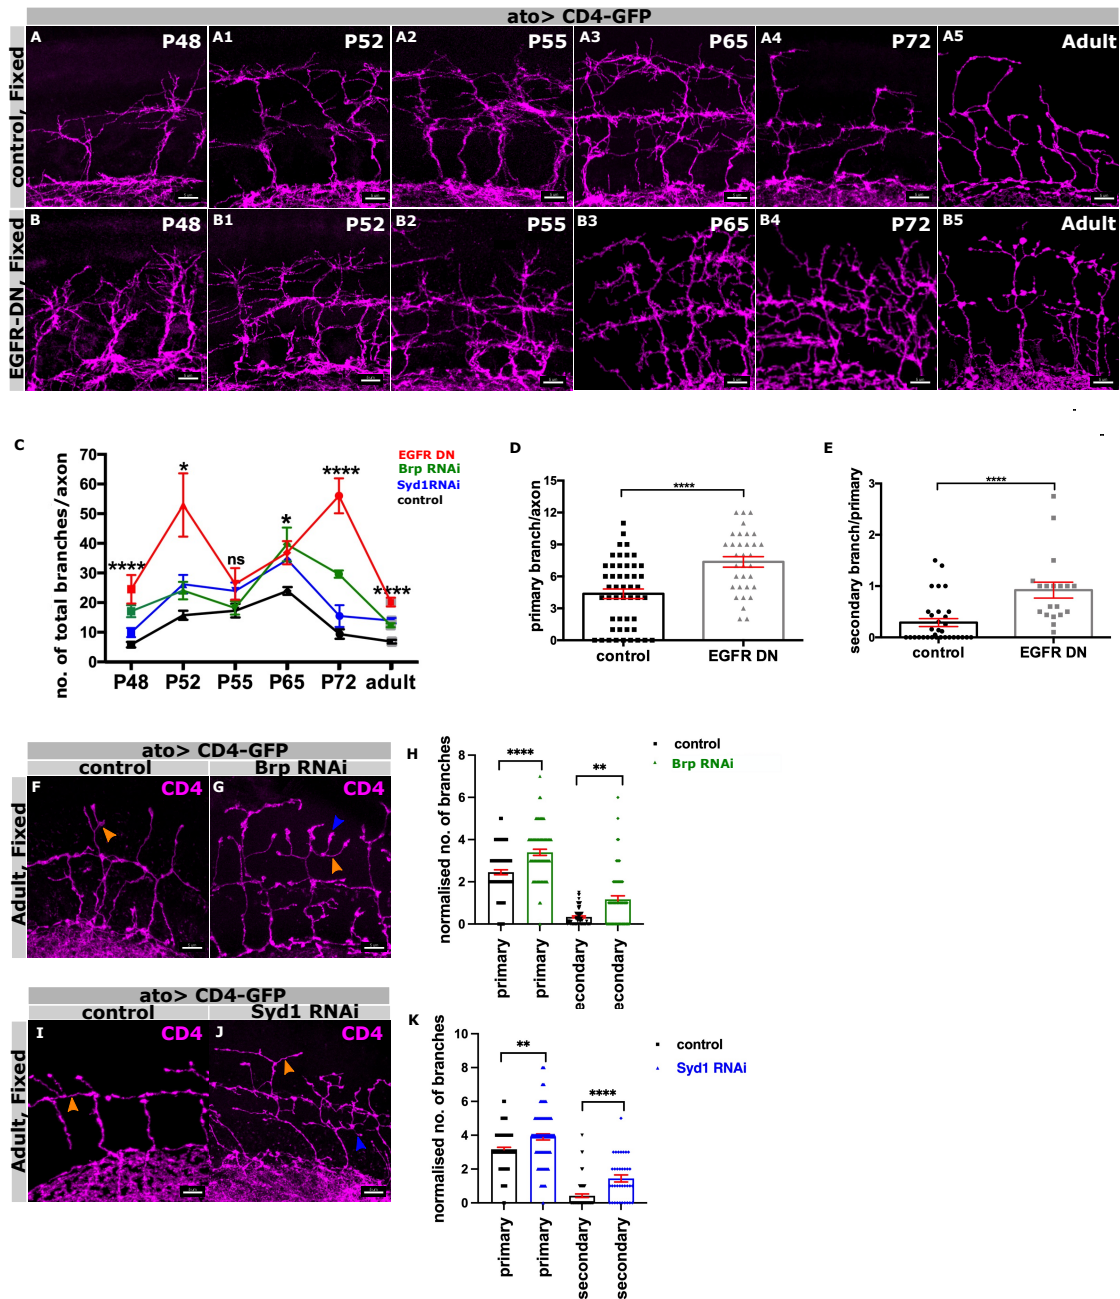 ato> CD4-GFP
control, Fixed
A P48 A1 P52 A2 P55 A3 P65 A4 P72 A5 Adult
EGFR-DN, Fixed
B P48 B1 P52 B2 P55 B3 P65 B4 P72 B5 Adult
C
no. of total branches/axon
70
60
50
40
30
20
10
0
P48 P52 P55 P65 P72 adult
**** * ns * **** ****
EGFR DN
Brp RNAi
Syd1RNAi
control
D
primary branch/axon
15
12
9
6
3
0
****
control EGFR DN
E
secondary branch/primary
3
2
1
0
****
control EGFR DN
ato> CD4-GFP
control Brp RNAi
Adult, Fixed
F CD4 G CD4
H
normalised no. of branches
8
6
4
2
0
**** **
control
Brp RNAi
primary primary econdary econdary
ato> CD4-GFP
control Syd1 RNAi
Adult, Fixed
I CD4 J CD4
K
normalised no. of branches
10
8
6
4
2
0
** ****
control
Syd1 RNAi
primary primary secondary secondary